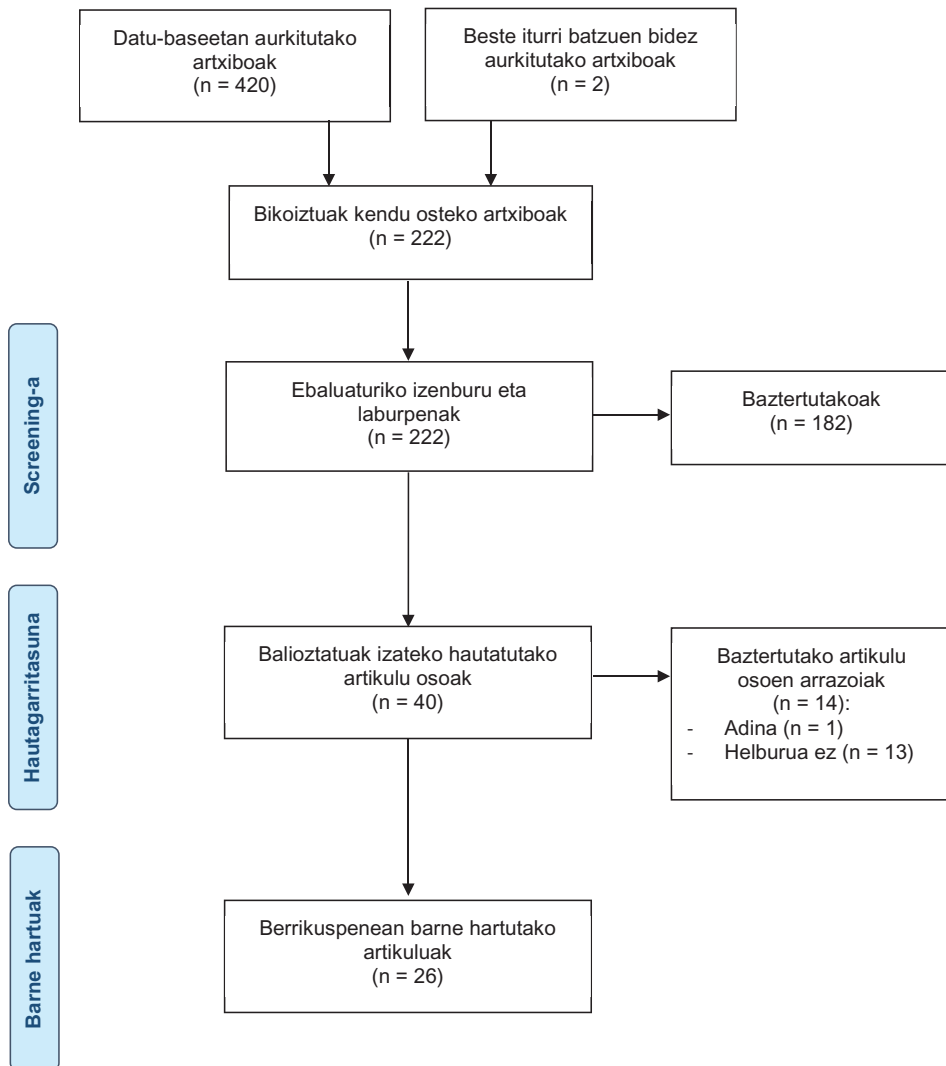 Datu-baseetan aurkitutako
artxiboak
(n = 420)
Beste iturri batzuen bidez
aurkitutako artxiboak
(n = 2)
Bikoiztuak kendu osteko artxiboak
(n = 222)
Screening-a
Ebaluaturiko izenburu eta
laburpenak
(n = 222)
Baztertutakoak
(n = 182)
Hautagarritasuna
Balioztatuak izateko hautatutako
artikulu osoak
(n = 40)
Baztertutako artikulu
osoen arrazoiak
(n = 14):
- Adina (n = 1)
- Helburua ez (n = 13)
Barne hartuak
Berrikuspenean barne hartutako
artikuluak
(n = 26)